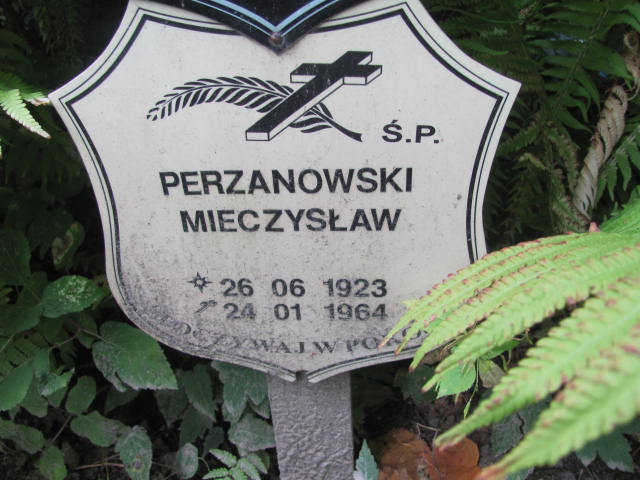 Ś.P.
PERZANOWSKI
MIECZYSŁAW
26 06 1923
24 01 1964
W